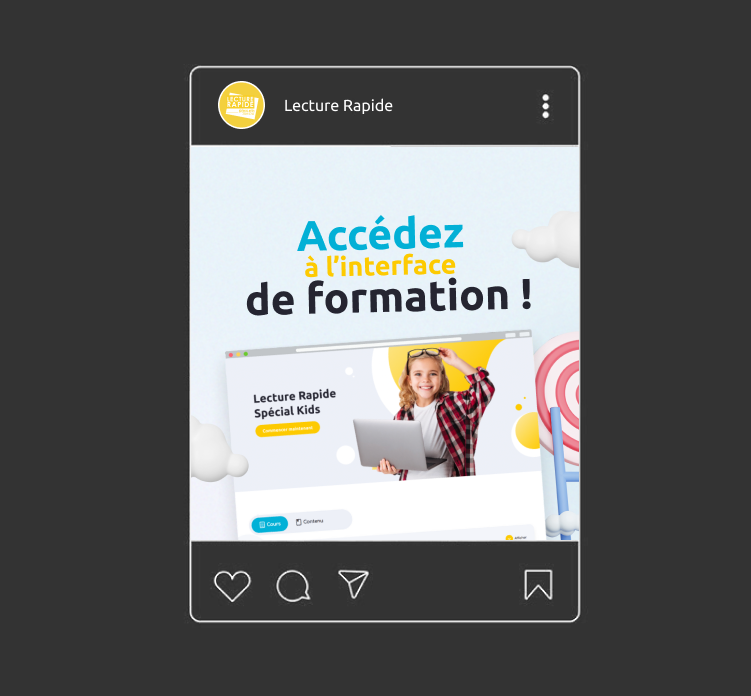 LECTURE
RAPIDE
Lecture Rapide
Accédez
à l'interface
de formation !
Lecture Rapide
Spécial Kids
Commencer Maintenant
Cours
Contenu